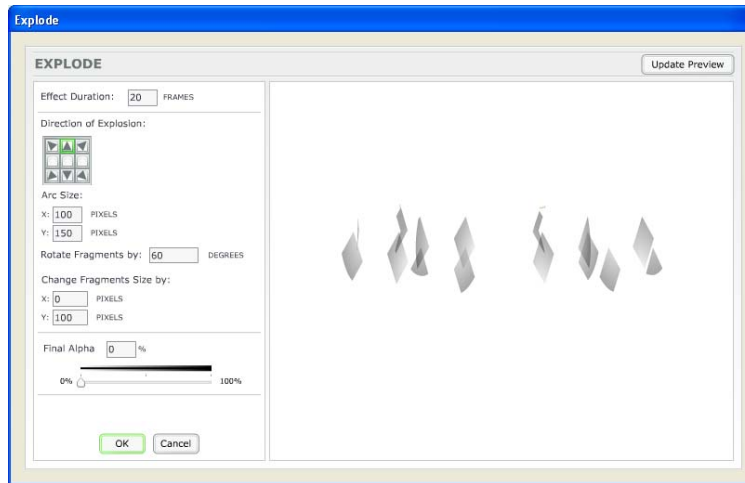 Explode
EXPLODE
Update Preview
Effect Duration: 20 FRAMES
Direction of Explosion:
Arc Size:
X: 100 PIXELS
Y: 150 PIXELS
Rotate Fragments by: 60 DEGREES
Change Fragments Size by:
X: 0 PIXELS
Y: 100 PIXELS
Final Alpha 0 %
0% 100%
OK Cancel